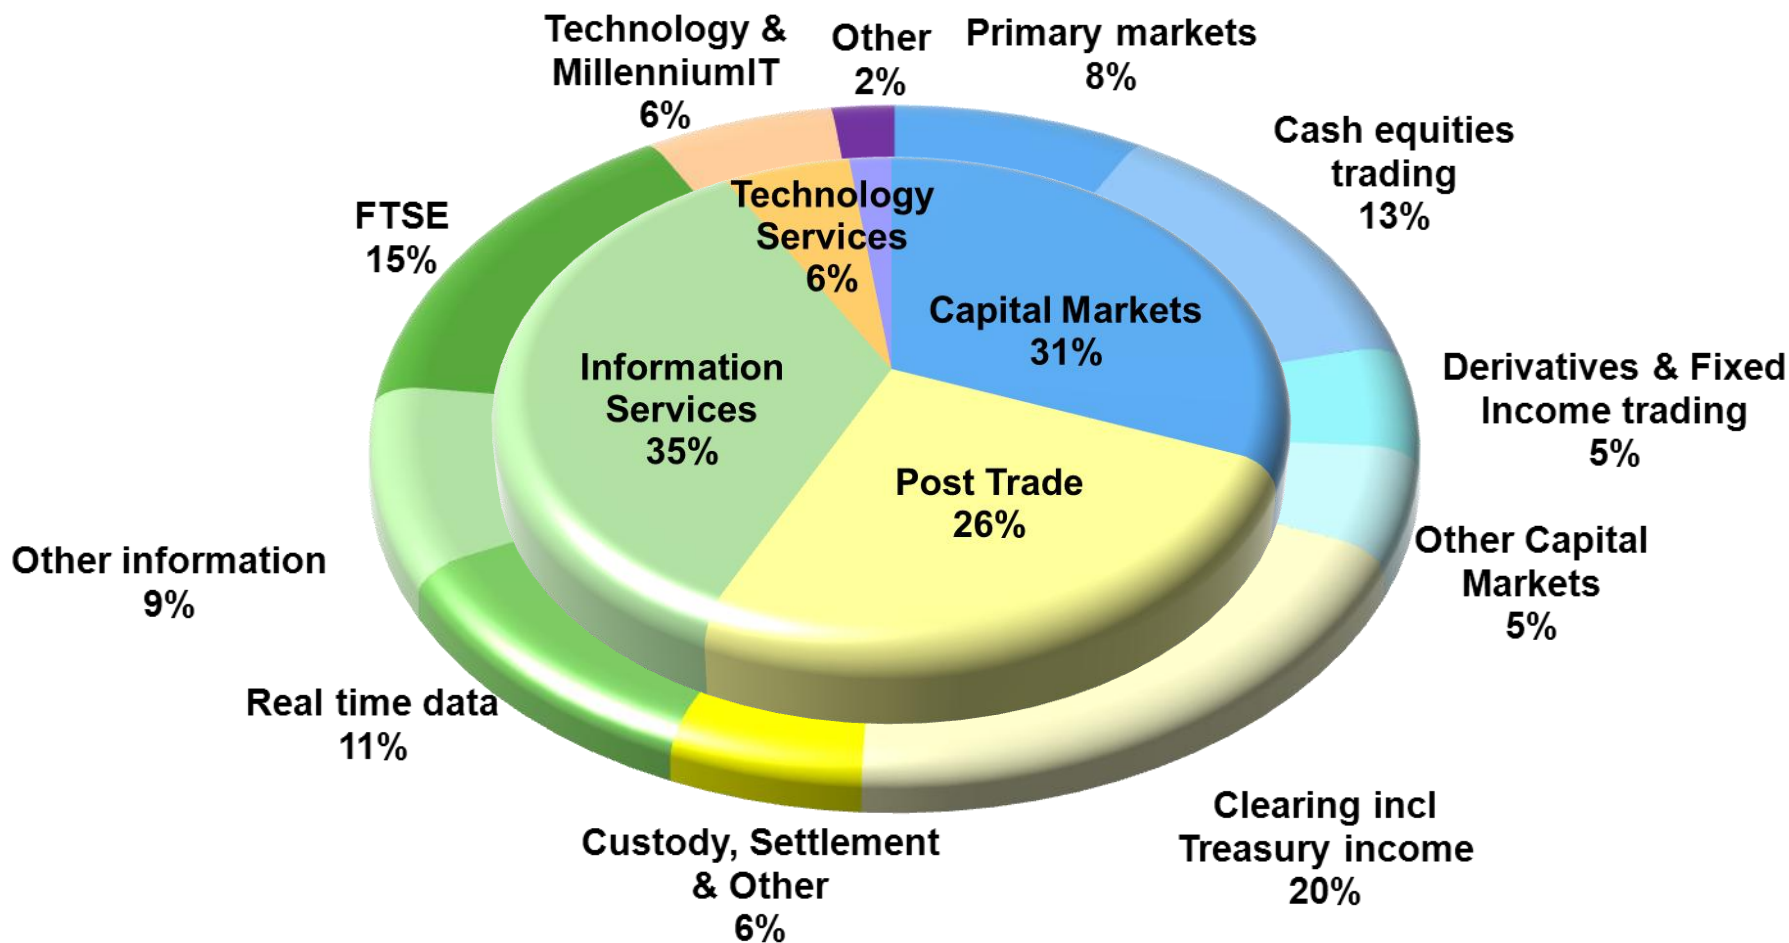 Technology &
MillenniumIT
6%
Other
2%
Primary markets
8%
Cash equities
trading
13%
FTSE
15%
Technology
Services
6%
Capital Markets
31%
Derivatives & Fixed
Income trading
5%
Information
Services
35%
Post Trade
26%
Other Capital
Markets
5%
Other information
9%
Real time data
11%
Clearing incl
Treasury income
20%
Custody, Settlement
& Other
6%